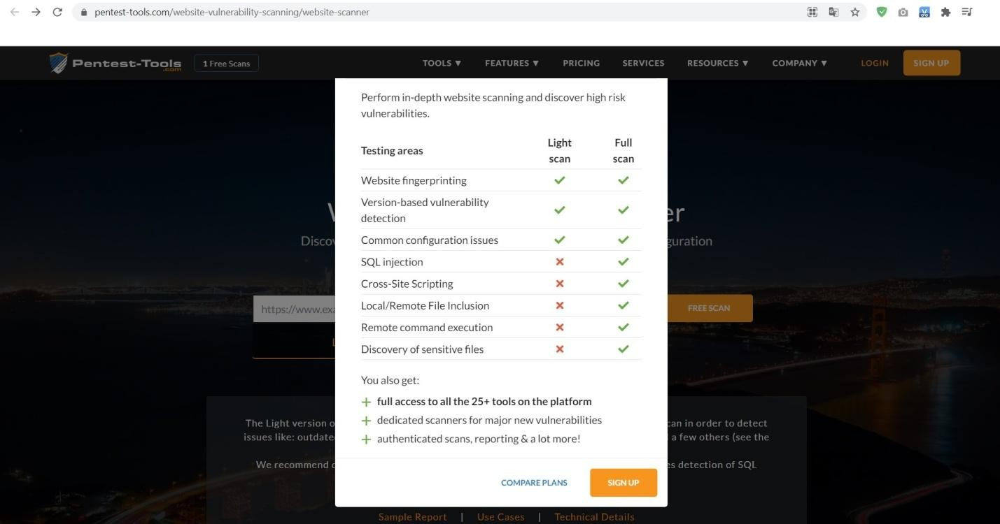 pentest-tools.com/website-vulnerability-scanning/website-scanner
Pentest-Tools
.com
1 Free Scans
TOOLS ▼ FEATURES ▼ PRICING SERVICES RESOURCES ▼ COMPANY ▼ LOGIN SIGN UP
Perform in-depth website scanning and discover high risk
vulnerabilities.
Testing areas
Light
scan
Full
scan
Website fingerprinting
Version-based vulnerability
detection
Common configuration issues
SQL injection
Cross-Site Scripting
Local/Remote File Inclusion
Remote command execution
Discovery of sensitive files
You also get:
full access to all the 25+ tools on the platform
dedicated scanners for major new vulnerabilities
authenticated scans, reporting & a lot more!
COMPARE PLANS SIGN UP
https://www.exa
FREE SCAN
The Light version o
can in order to detect
issues like: outdate
a few others (see the
We recommend
es detection of SQL
Sample Report | Use Cases | Technical Details